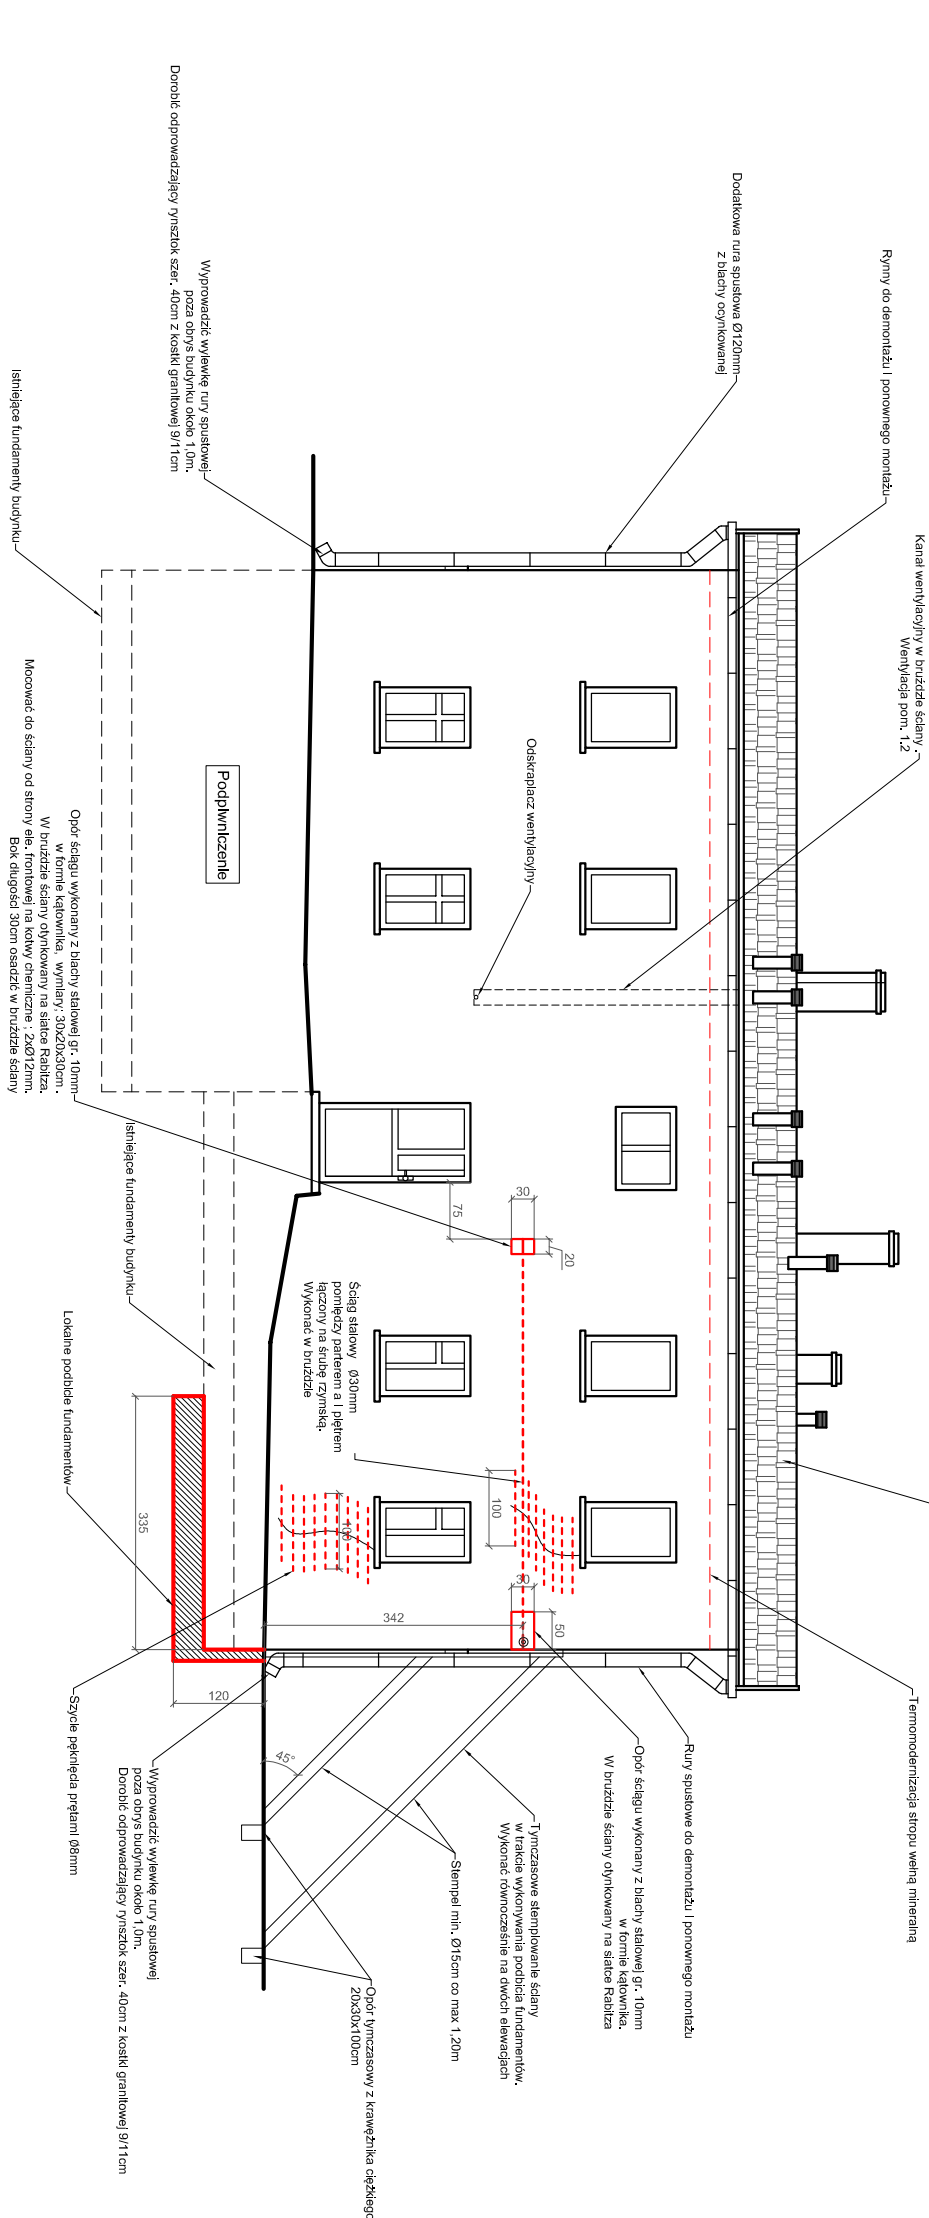 Rynny do demontażu i ponownego montażu
Kanał wentylacyjny w bruździe ściany .
Wentylacja pom. 1.2
Termomodernizacja stropu wełną mineralną
Dodatkowa rura spustowa Ø120mm
z blachy ocynkowanej
Rury spustowe do demontażu i ponownego montażu
Opór ściągu wykonany z blachy stalowej gr. 10mm
w formie kątownika.
W bruździe ściany otynkowany na siatce Rabitza
Tymczasowe stemplowanie ściany
w trakcie wykonywania podbicia fundamentów.
Wykonać równocześnie na dwóch elewacjach
Stempel min. Ø15cm co max 1,20m
Opór tymczasowy z krawężnika ciężkiego
20x30x100cm
Odskraplacz wentylacyjny
30
20
75
Ściąg stalowy Ø30mm
pomiędzy parterem a I piętrem
łączony na śrubę rzymską.
Wykonać w bruździe
100
100
30
50
342
45°
Wyprowadzić wylewkę rury spustowej
poza obrys budynku około 1,0m.
Dorobić odprowadzający rynsztok szer. 40cm z kostki granitowej 9/11cm
Podpiwniczenie
Istniejące fundamenty budynku
Opór ściągu wykonany z blachy stalowej gr. 10mm
w formie kątownika, wymiary: 30x20x30cm .
W bruździe ściany otynkowany na siatce Rabitza.
Mocować do ściany od strony ele. frontowej na kotwy chemiczne ; 2xØ12mm.
Bok długości 30cm osadzić w bruździe ściany
Istniejące fundamenty budynku
Lokalne podbicie fundamentów
335
120
Szycie pęknięcia prętami Ø8mm
Wyprowadzić wylewkę rury spustowej
poza obrys budynku około 1,0m.
Dorobić odprowadzający rynsztok szer. 40cm z kostki granitowej 9/11cm